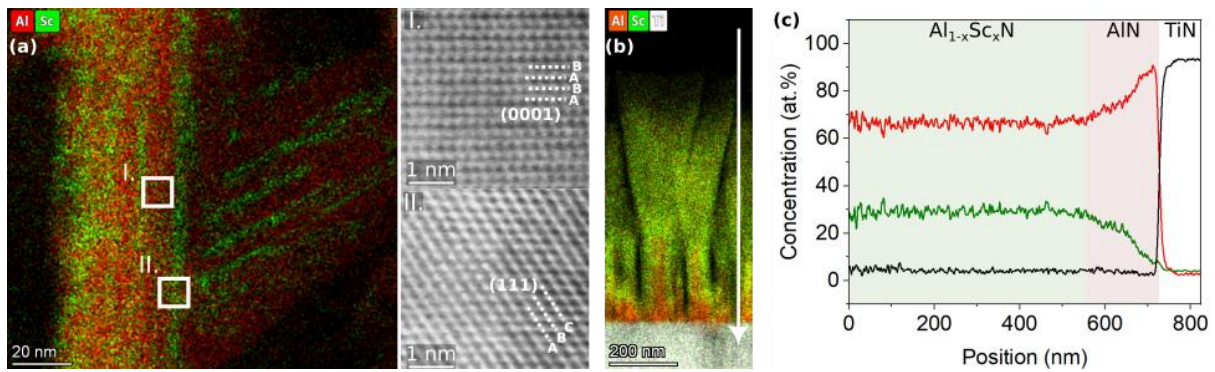 Al Sc
(a)
I.
II.
20 nm
I.
B
A
B
A
(0001)
1 nm
II.
(111)
C
B
A
1 nm
Al Sc Ti
(b)
200 nm
(c)
Al1-xScxN AlN TiN
100
80
60
40
20
0
Concentration (at.%)
0 200 400 600 800
Position (nm)